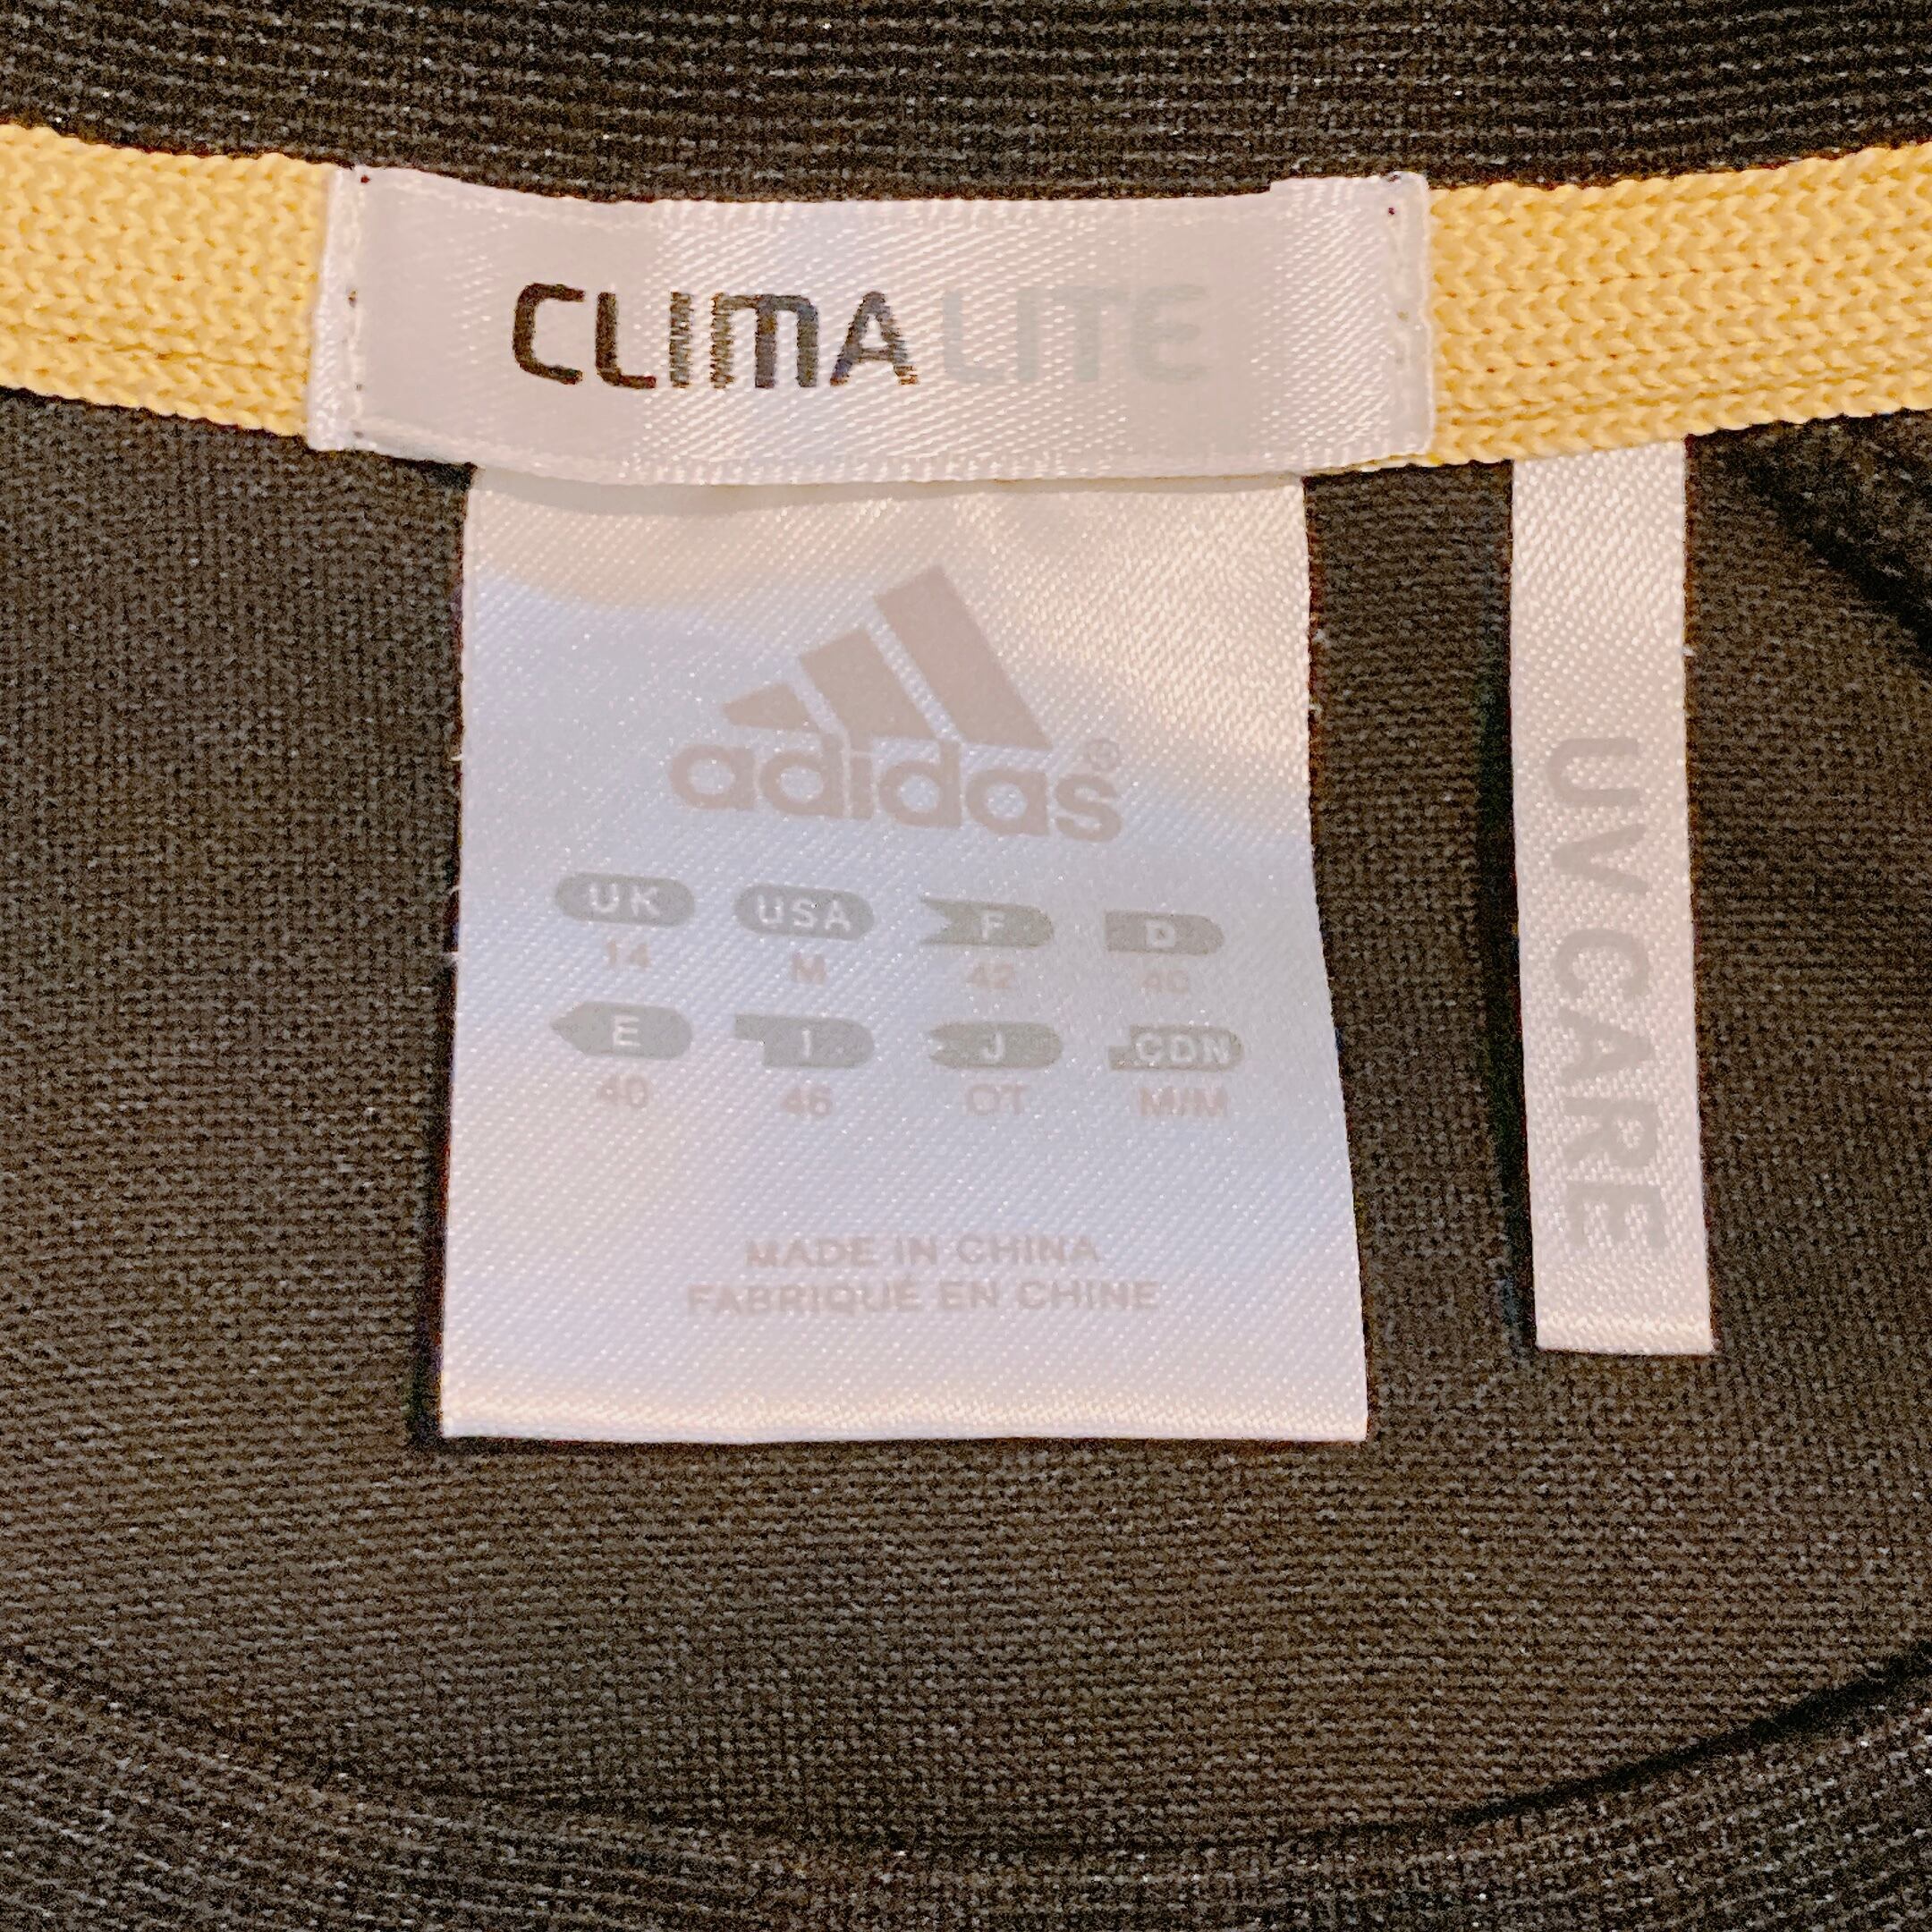 CLIMALITE
adidas®
UK USA F D
14 M 42 40
E I J CDN
40 46 OT M/M
MADE IN CHINA
FABRIQUÉ EN CHINE
UV CARE